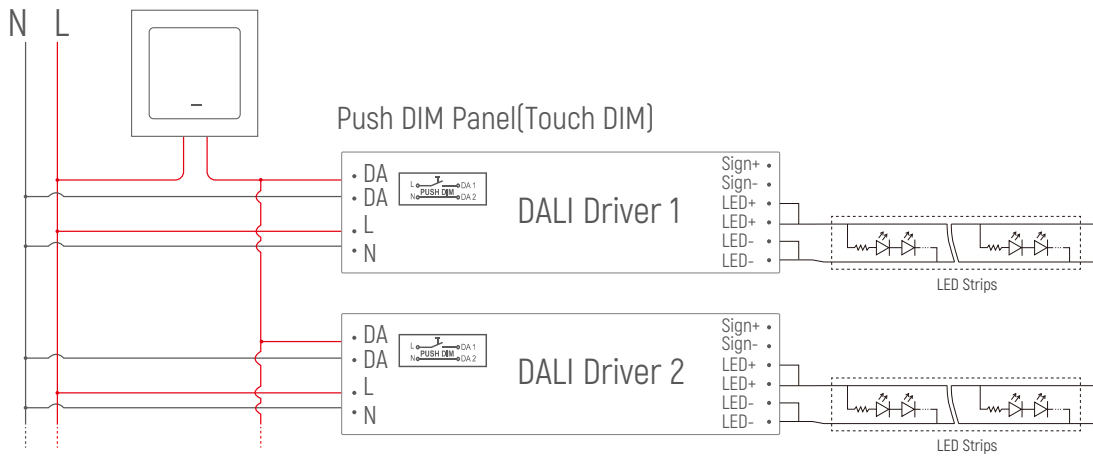 N L
Push DIM Panel(Touch DIM)
DA
DA
L
N
L DA 1
PUSH DIM
N DA 2
DALI Driver 1
Sign+
Sign-
LED+
LED+
LED-
LED-
LED Strips
DA
DA
L
N
L DA 1
PUSH DIM
N DA 2
DALI Driver 2
Sign+
Sign-
LED+
LED+
LED-
LED-
LED Strips